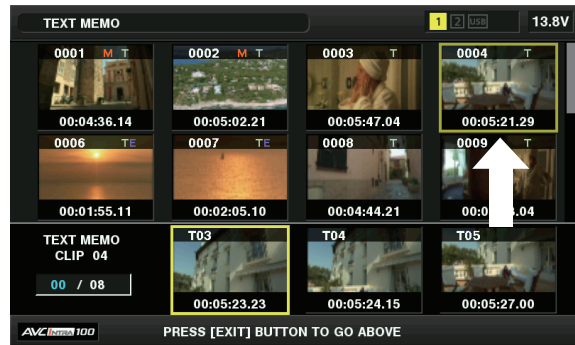 TEXT MEMO
1 2 USB 13.8V
0001 M T
0002 M T
0003 T
0004 T
00:04:36.14
00:05:02.21
00:05:47.04
00:05:21.29
0006 TE
0007 TE
0008 T
0009 T
00:01:55.11
00:02:05.10
00:04:44.21
.04
TEXT MEMO
CLIP 04
00 / 08
T03
T04
T05
00:05:23.23
00:05:24.15
00:05:27.00
AVC INTRA 100
PRESS [EXIT] BUTTON TO GO ABOVE